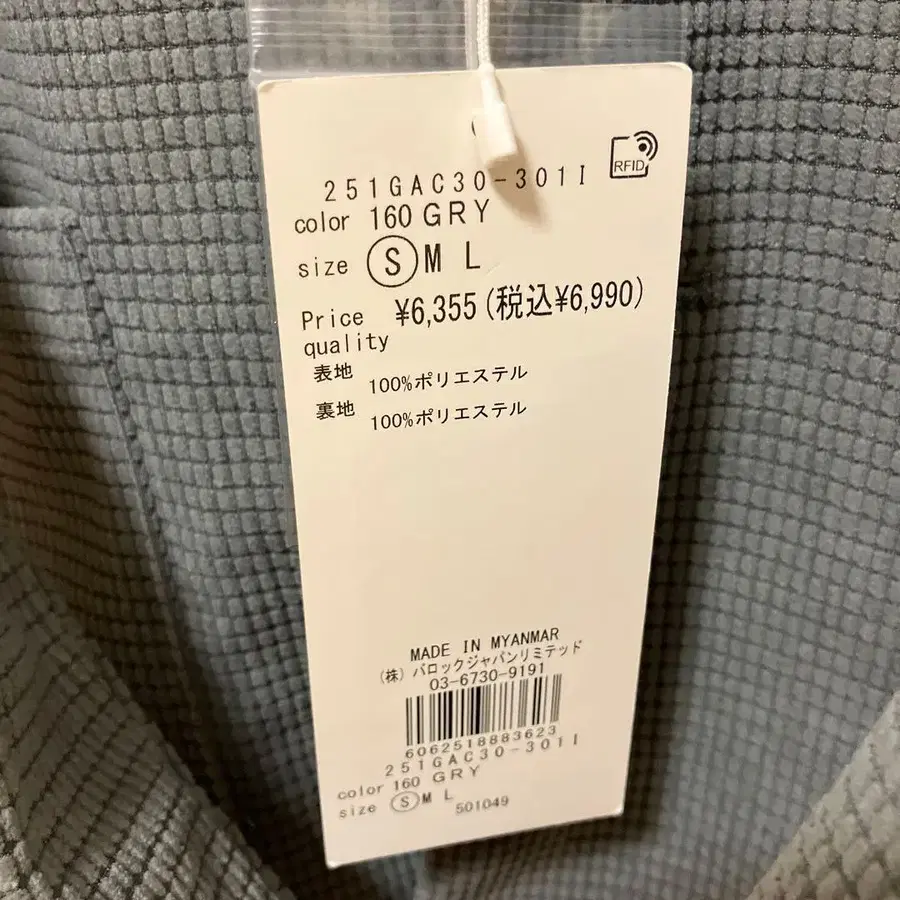 RFID
251GAC30-301I
color 160 GRY
size S M L
Price ¥6,355(税込¥6,990)
quality
表地 100%ポリエステル
裏地 100%ポリエステル
MADE IN MYANMAR
(株) バロックジャパンリミテッド
03-6730-9191
6062518883623
251GAC30-301I
color 160 GRY
size S M L
501049